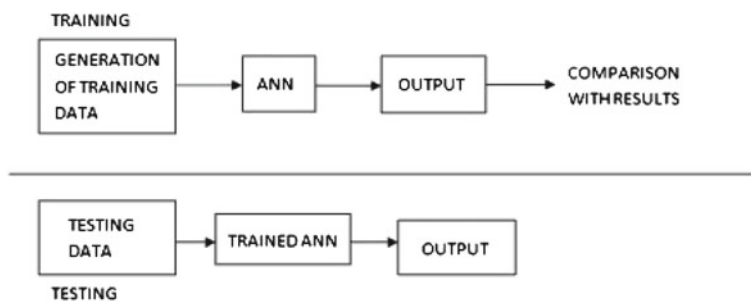 TRAINING
GENERATION
OF TRAINING
DATA
ANN
OUTPUT
COMPARISON
WITH RESULTS
TESTING
DATA
TRAINED ANN
OUTPUT
TESTING